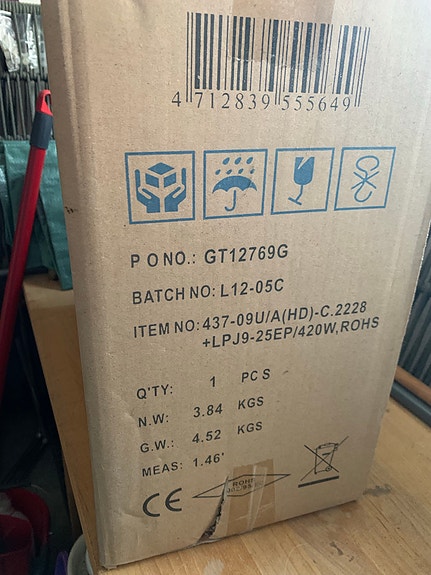 4 712839 555649
P O NO.: GT12769G
BATCH NO: L12-05C
ITEM NO: 437-09U/A(HD)-C.2228
+LPJ9-25EP/420W,ROHS
Q'TY: 1 PCS
N.W: 3.84 KGS
G.W.: 4.52 KGS
MEAS: 1.46'
CE